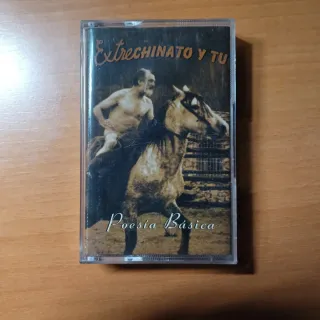 ExtreCHINATO Y TU
Poesía Básica